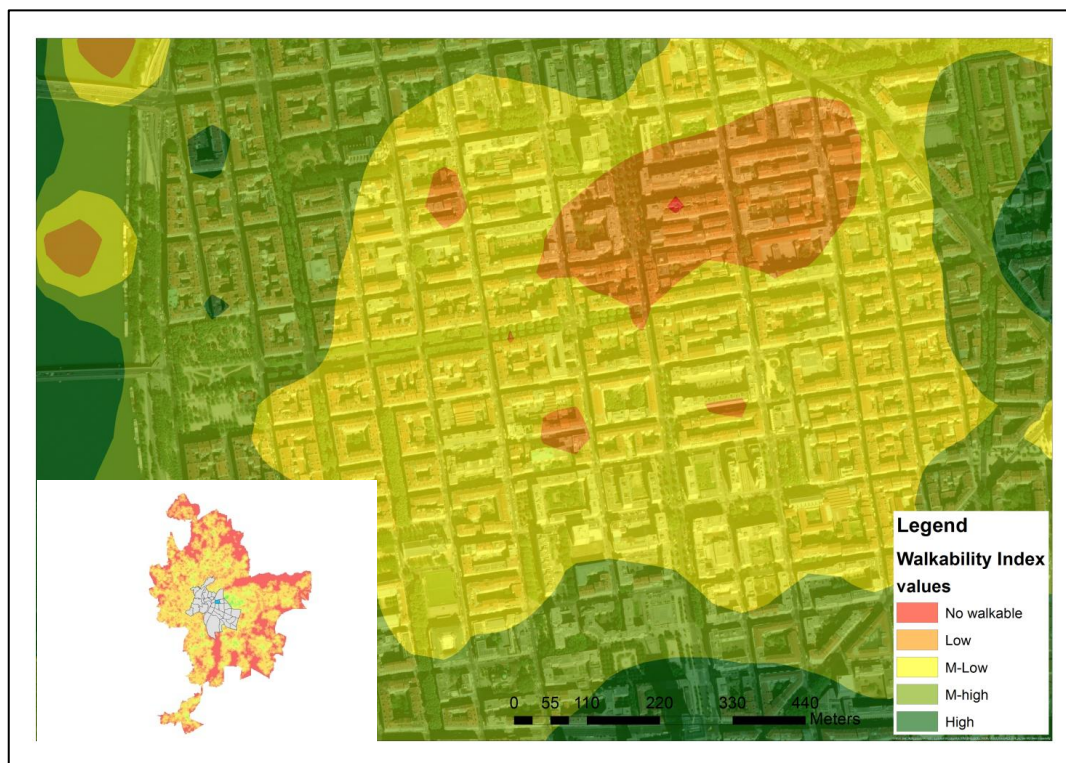 Legend
Walkability Index
values
No walkable
Low
M-Low
M-high
High
0 55 110 220 330 440
Meters